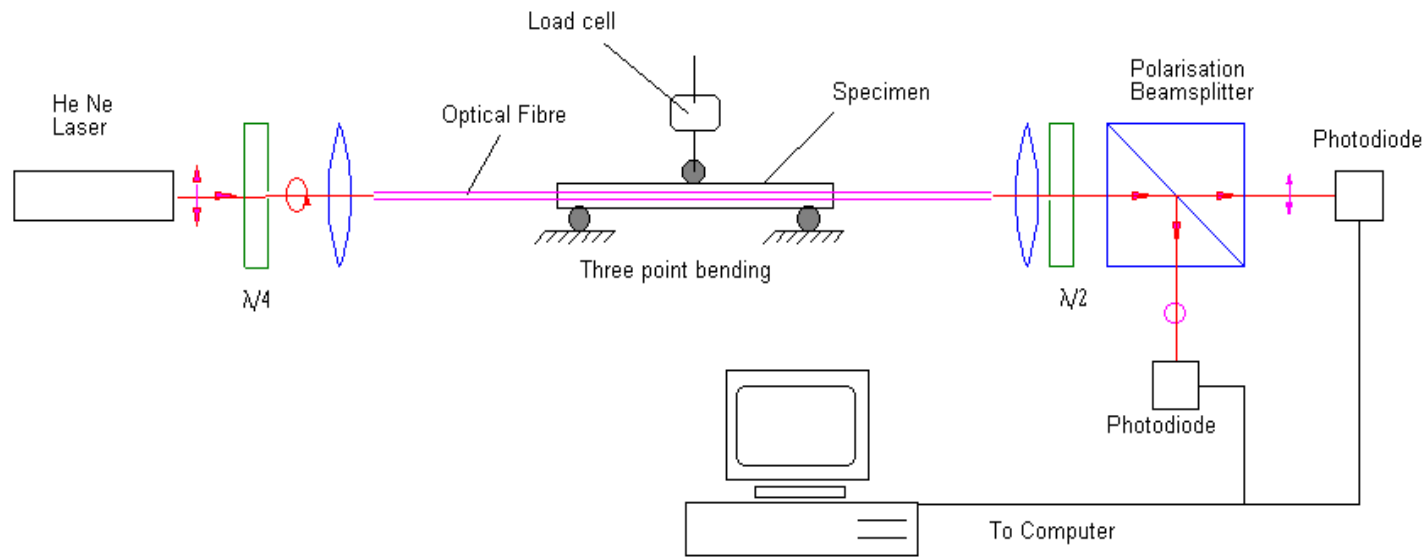 Load cell
He Ne
Laser
Optical Fibre
Specimen
Polarisation
Beamsplitter
Photodiode
Three point bending
λ/4
λ/2
Photodiode
To Computer